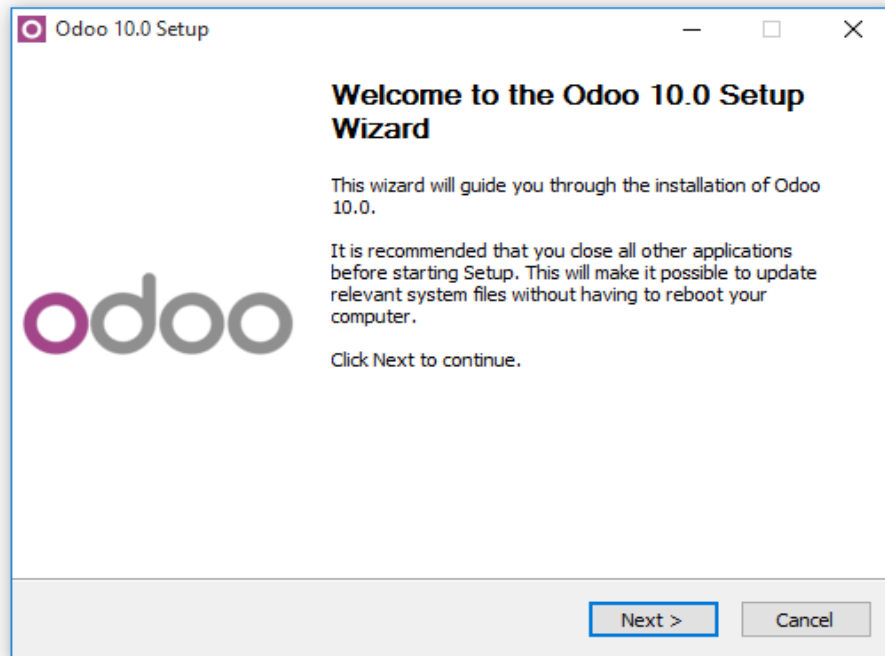 Odoo 10.0 Setup
Welcome to the Odoo 10.0 Setup
Wizard
This wizard will guide you through the installation of Odoo
10.0.
It is recommended that you close all other applications
before starting Setup. This will make it possible to update
relevant system files without having to reboot your
computer.
odoo
Click Next to continue.
Next >
Cancel